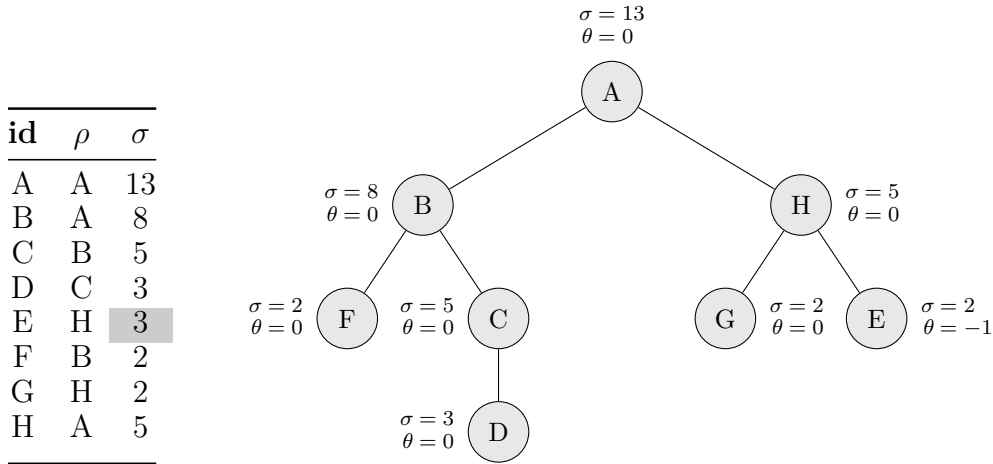 id ρ σ
A A 13
B A 8
C B 5
D C 3
E H 3
F B 2
G H 2
H A 5
σ = 13
θ = 0
A
σ = 8
θ = 0
B
H
σ = 5
θ = 0
σ = 2
θ = 0
F
σ = 5
θ = 0
C
G
σ = 2
θ = 0
E
σ = 2
θ = −1
σ = 3
θ = 0
D